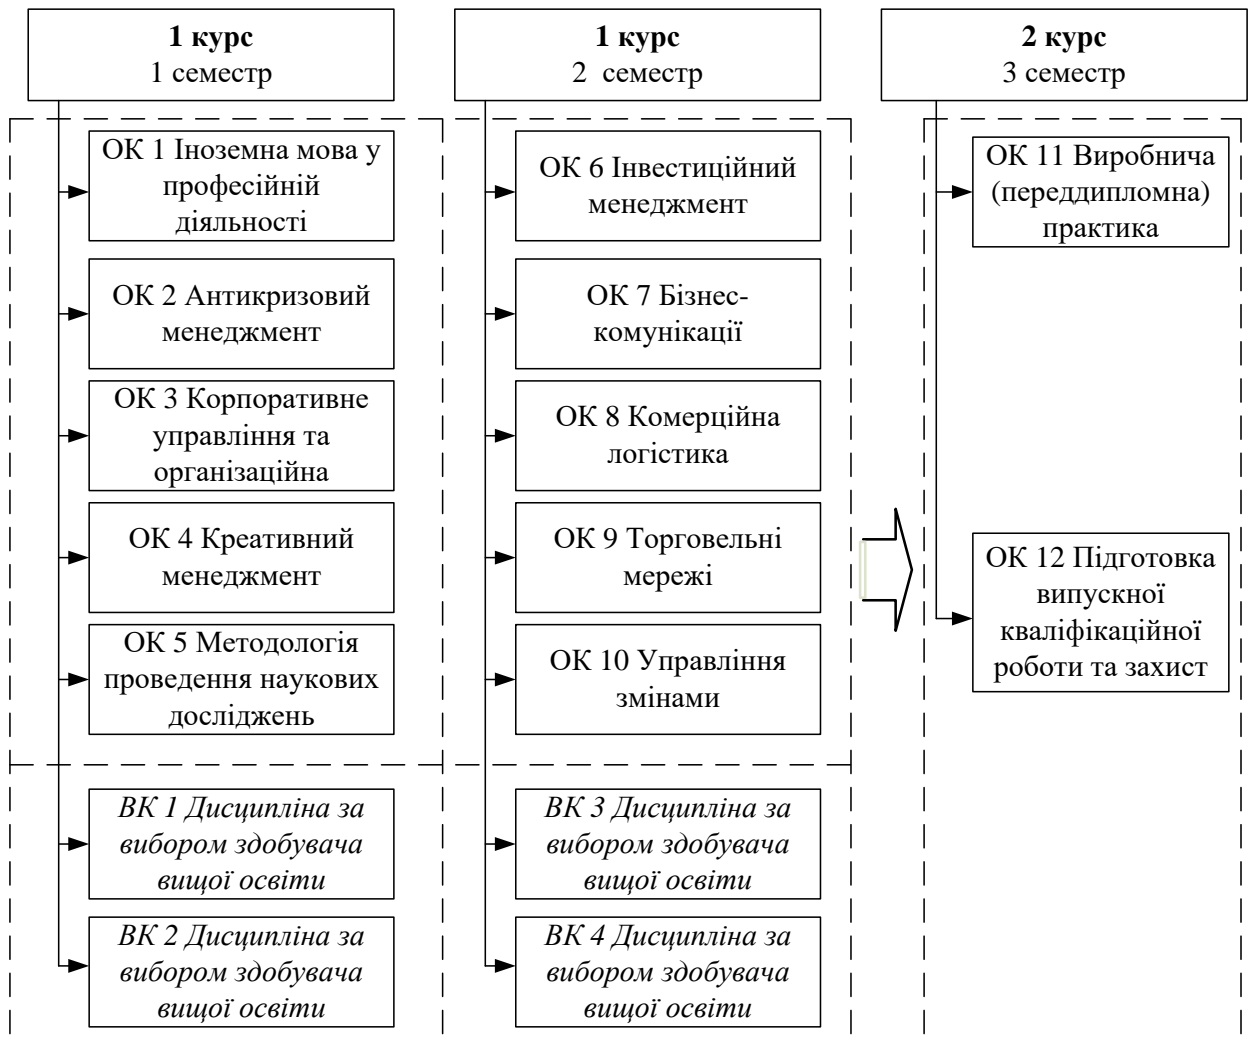 1 курс
1 семестр
ОК 1 Іноземна мова у
професійній
діяльності
ОК 2 Антикризовий
менеджмент
ОК 3 Корпоративне
управління та
організаційна
ОК 4 Креативний
менеджмент
ОК 5 Методологія
проведення наукових
досліджень
ВК 1 Дисципліна за
вибором здобувача
вищої освіти
ВК 2 Дисципліна за
вибором здобувача
вищої освіти
1 курс
2 семестр
ОК 6 Інвестиційний
менеджмент
ОК 7 Бізнес-
комунікації
ОК 8 Комерційна
логістика
ОК 9 Торговельні
мережі
ОК 10 Управління
змінами
ВК 3 Дисципліна за
вибором здобувача
вищої освіти
ВК 4 Дисципліна за
вибором здобувача
вищої освіти
2 курс
3 семестр
ОК 11 Виробнича
(переддипломна)
практика
ОК 12 Підготовка
випускної
кваліфікаційної
роботи та захист